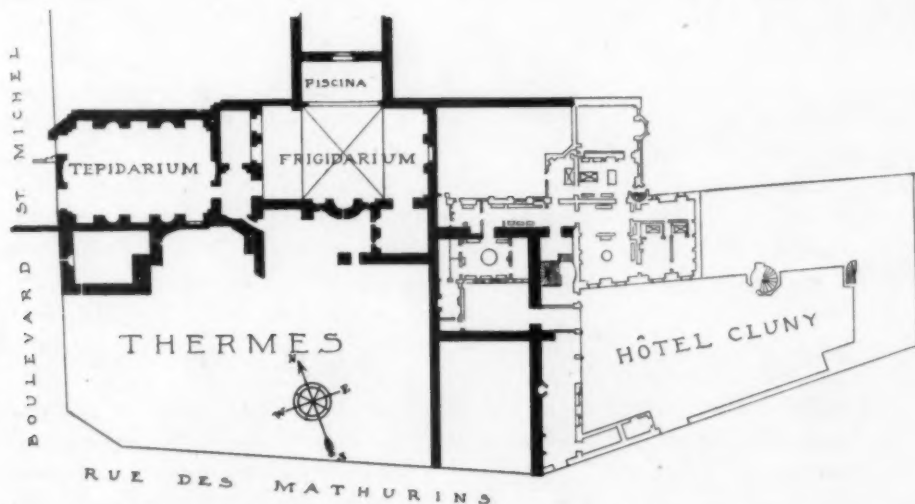 PISCINA
TEPIDARIUM
FRIGIDARIUM
BOULEVARD ST MICHEL
THERMES
HÔTEL CLUNY
N
E
W
S
RUE DES MATHURINS